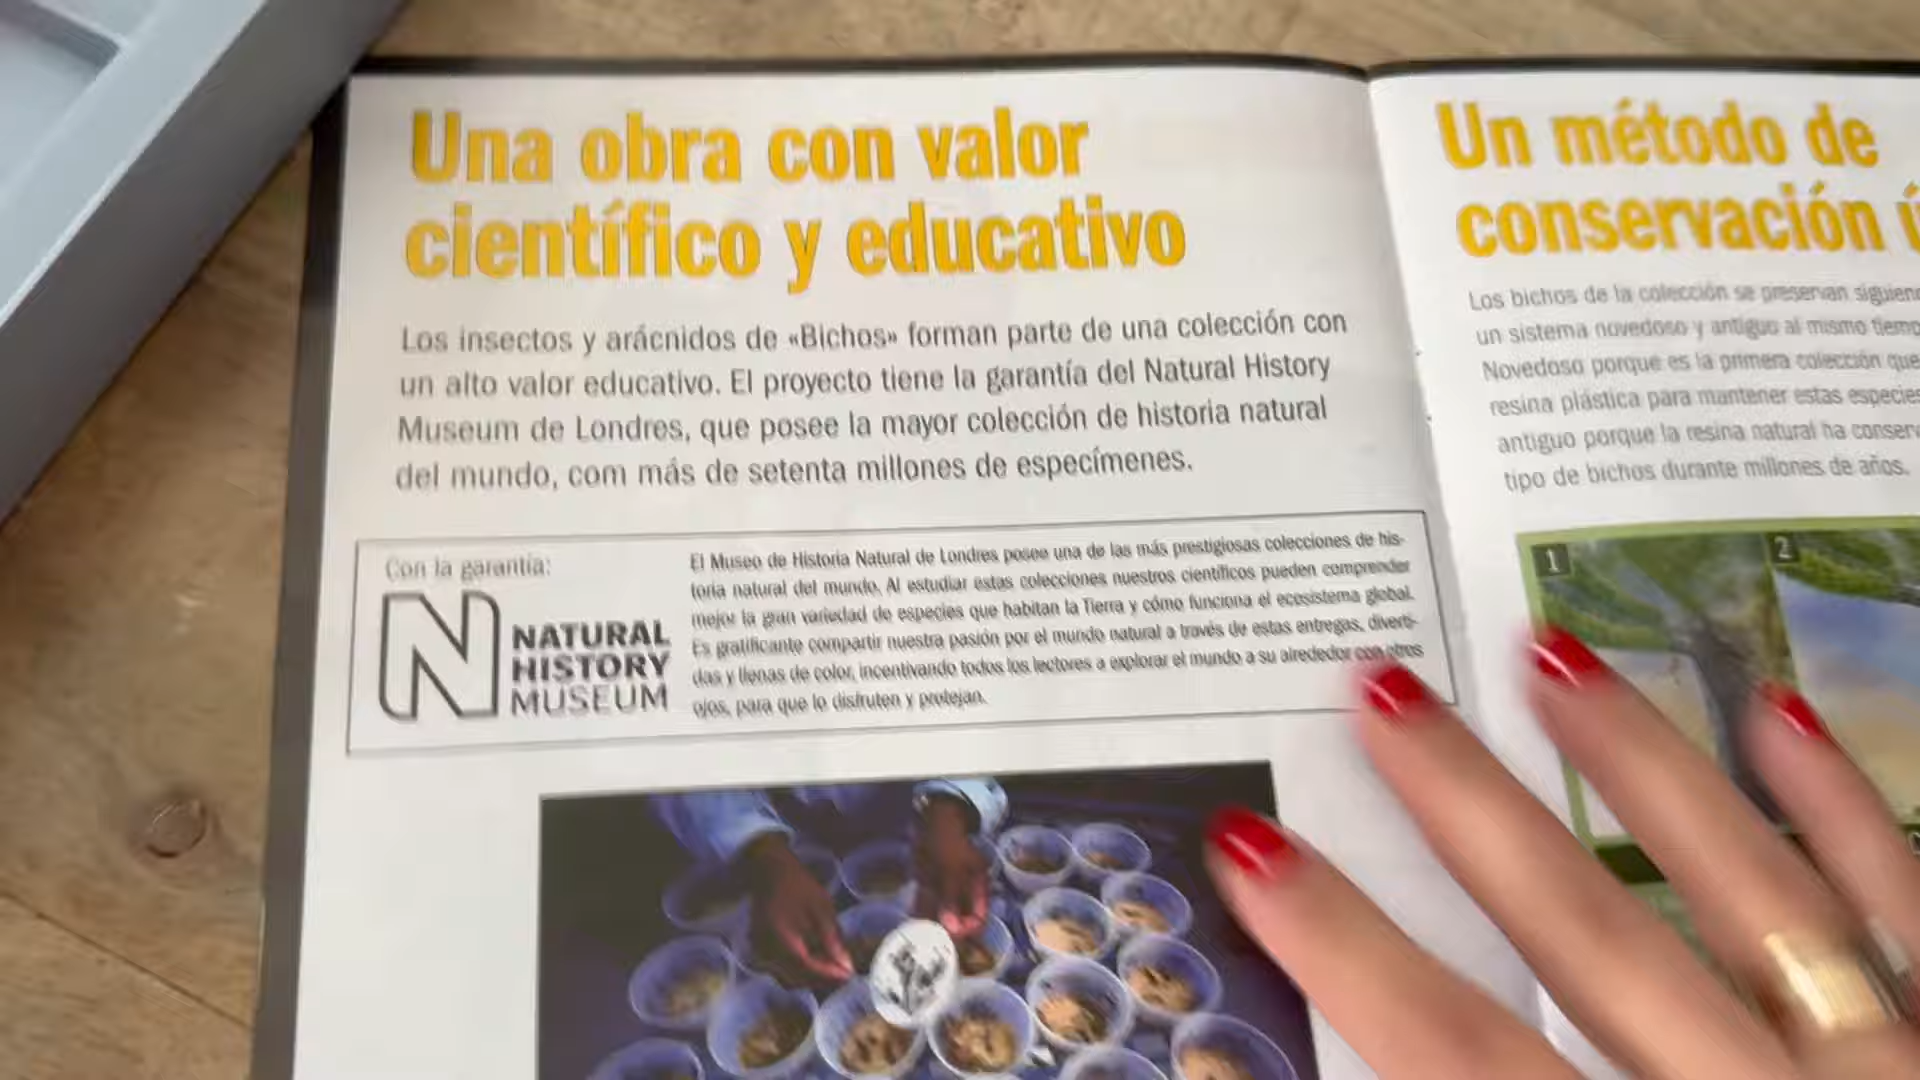 Una obra con valor
científico y educativo
Los insectos y arácnidos de «Bichos» forman parte de una colección con
un alto valor educativo. El proyecto tiene la garantía del Natural History
Museum de Londres, que posee la mayor colección de historia natural
del mundo, com más de setenta millones de especímenes.
Con la garantía:
NATURAL
HISTORY
MUSEUM
El Museo de Historia Natural de Londres posee una de las más prestigiosas colecciones de his-
toria natural del mundo. Al estudiar estas colecciones nuestros científicos pueden comprender
mejor la gran variedad de especies que habitan la Tierra y cómo funciona el ecosistema global.
Es gratificante compartir nuestra pasión por el mundo natural a través de estas entregas, diverti-
das y llenas de color, incentivando todos los lectores a explorar el mundo a su alrededor con otros
ojos, para que lo disfruten y protejan.
Un método de
conservación
Los bichos de la colección se preservan
un sistema novedoso y antiguo al mismo
Novedoso porque es la primera colección que
resina plástica para mantener estas
antiguo porque la resina natural ha
tipo de bichos durante millones de años.
1
2